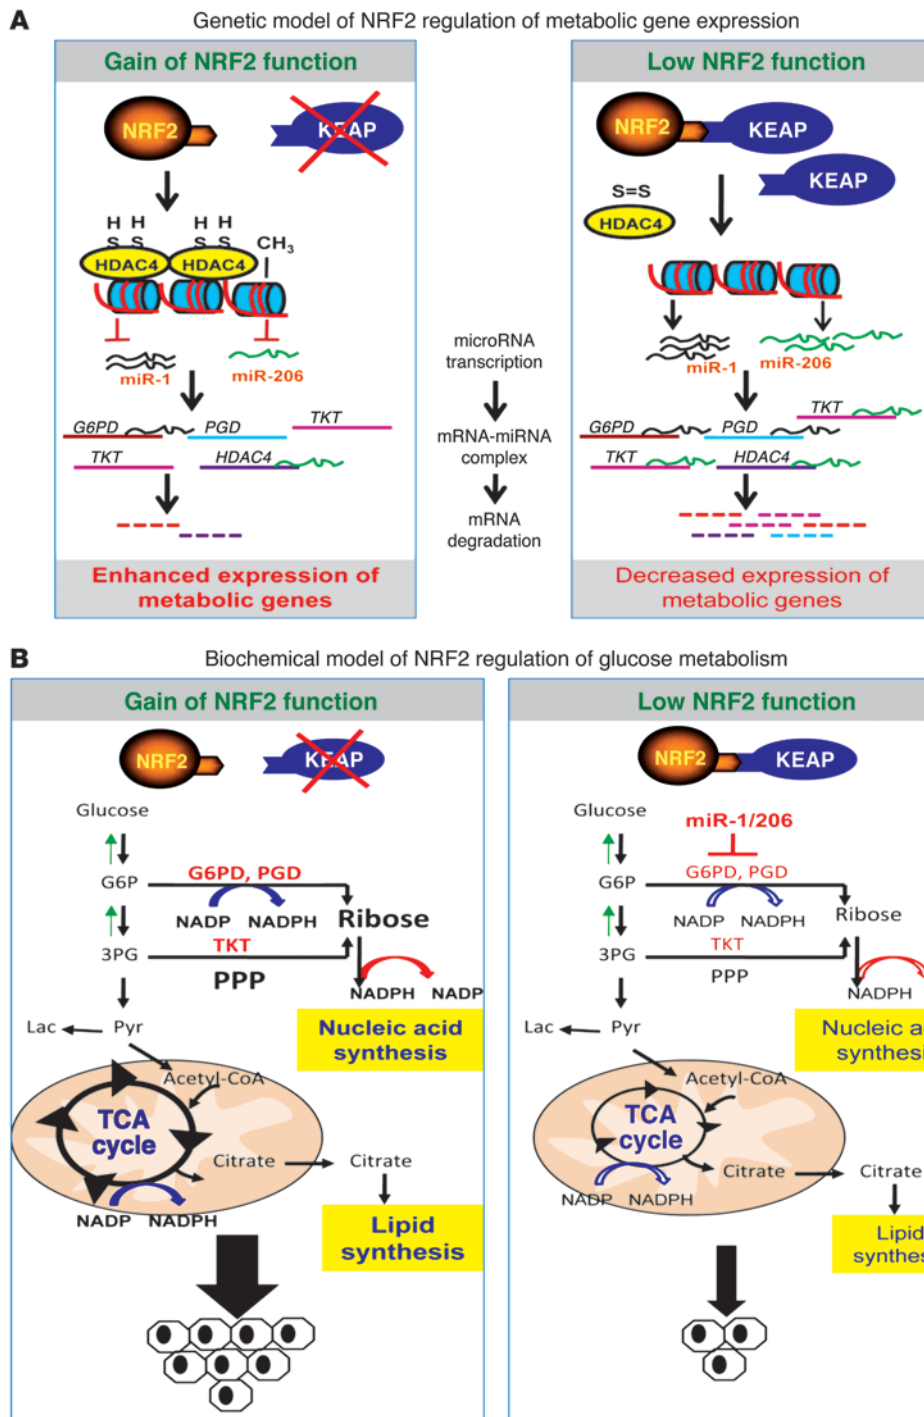 A
Genetic model of NRF2 regulation of metabolic gene expression
Gain of NRF2 function
NRF2
KEAP
H H H H
S S S S
CH3
HDAC4 HDAC4
miR-1 miR-206
G6PD PGD TKT
TKT HDAC4
Enhanced expression of
metabolic genes
microRNA
transcription
mRNA-miRNA
complex
mRNA
degradation
Low NRF2 function
NRF2 KEAP
KEAP
S=S
HDAC4
miR-1 miR-206
TKT
G6PD PGD
TKT HDAC4
Decreased expression of
metabolic genes
B
Biochemical model of NRF2 regulation of glucose metabolism
Gain of NRF2 function
NRF2 KEAP
Glucose
G6P
G6PD, PGD
NADP NADPH
Ribose
3PG
TKT
PPP
NADPH NADP
Lac Pyr
Nucleic acid
synthesis
Acetyl-CoA
TCA
cycle
Citrate Citrate
NADP NADPH
Lipid
synthesis
Low NRF2 function
NRF2 KEAP
Glucose
miR-1/206
G6P
G6PD, PGD
NADP NADPH
Ribose
3PG
TKT
PPP
NADPH
Lac Pyr
Nucleic a
synthesi
Acetyl-CoA
TCA
cycle
Citrate Citrate
NADP NADPH
Lipid
synthes